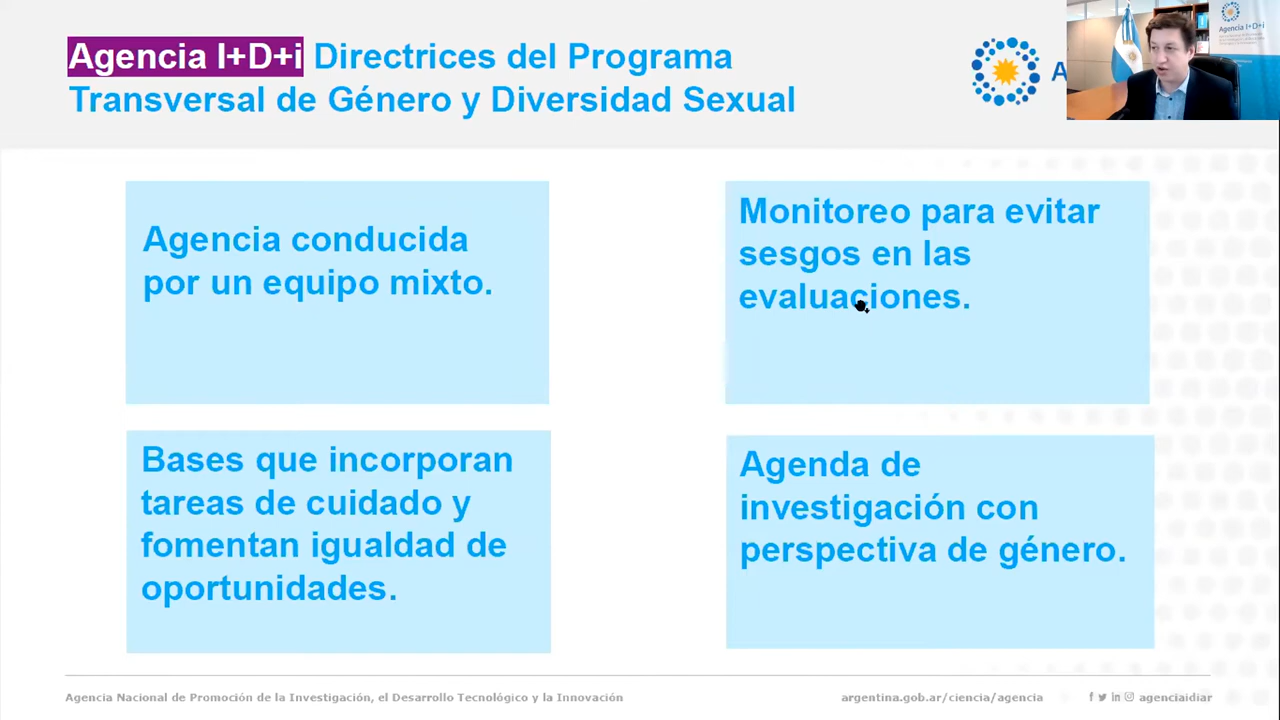 Agencia I+D+i Directrices del Programa
Transversal de Género y Diversidad Sexual
A
Agencia I+D+i
Agencia conducida
por un equipo mixto.
Monitoreo para evitar
sesgos en las
evaluaciones.
Bases que incorporan
tareas de cuidado y
fomentan igualdad de
oportunidades.
Agenda de
investigación con
perspectiva de género.
Agencia Nacional de Promoción de la Investigación, el Desarrollo Tecnológico y la Innovación
argentina.gob.ar/ciencia/agencia
agenciaidiar